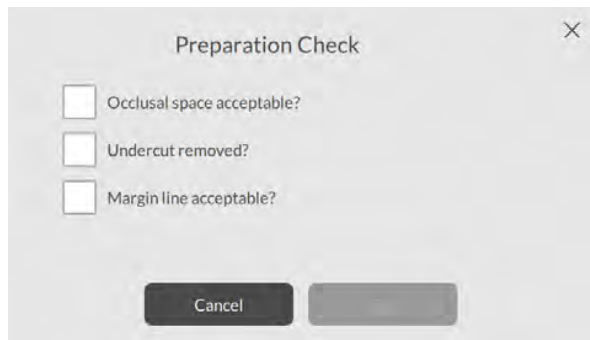 Preparation Check
Occlusal space acceptable?
Undercut removed?
Margin line acceptable?
Cancel